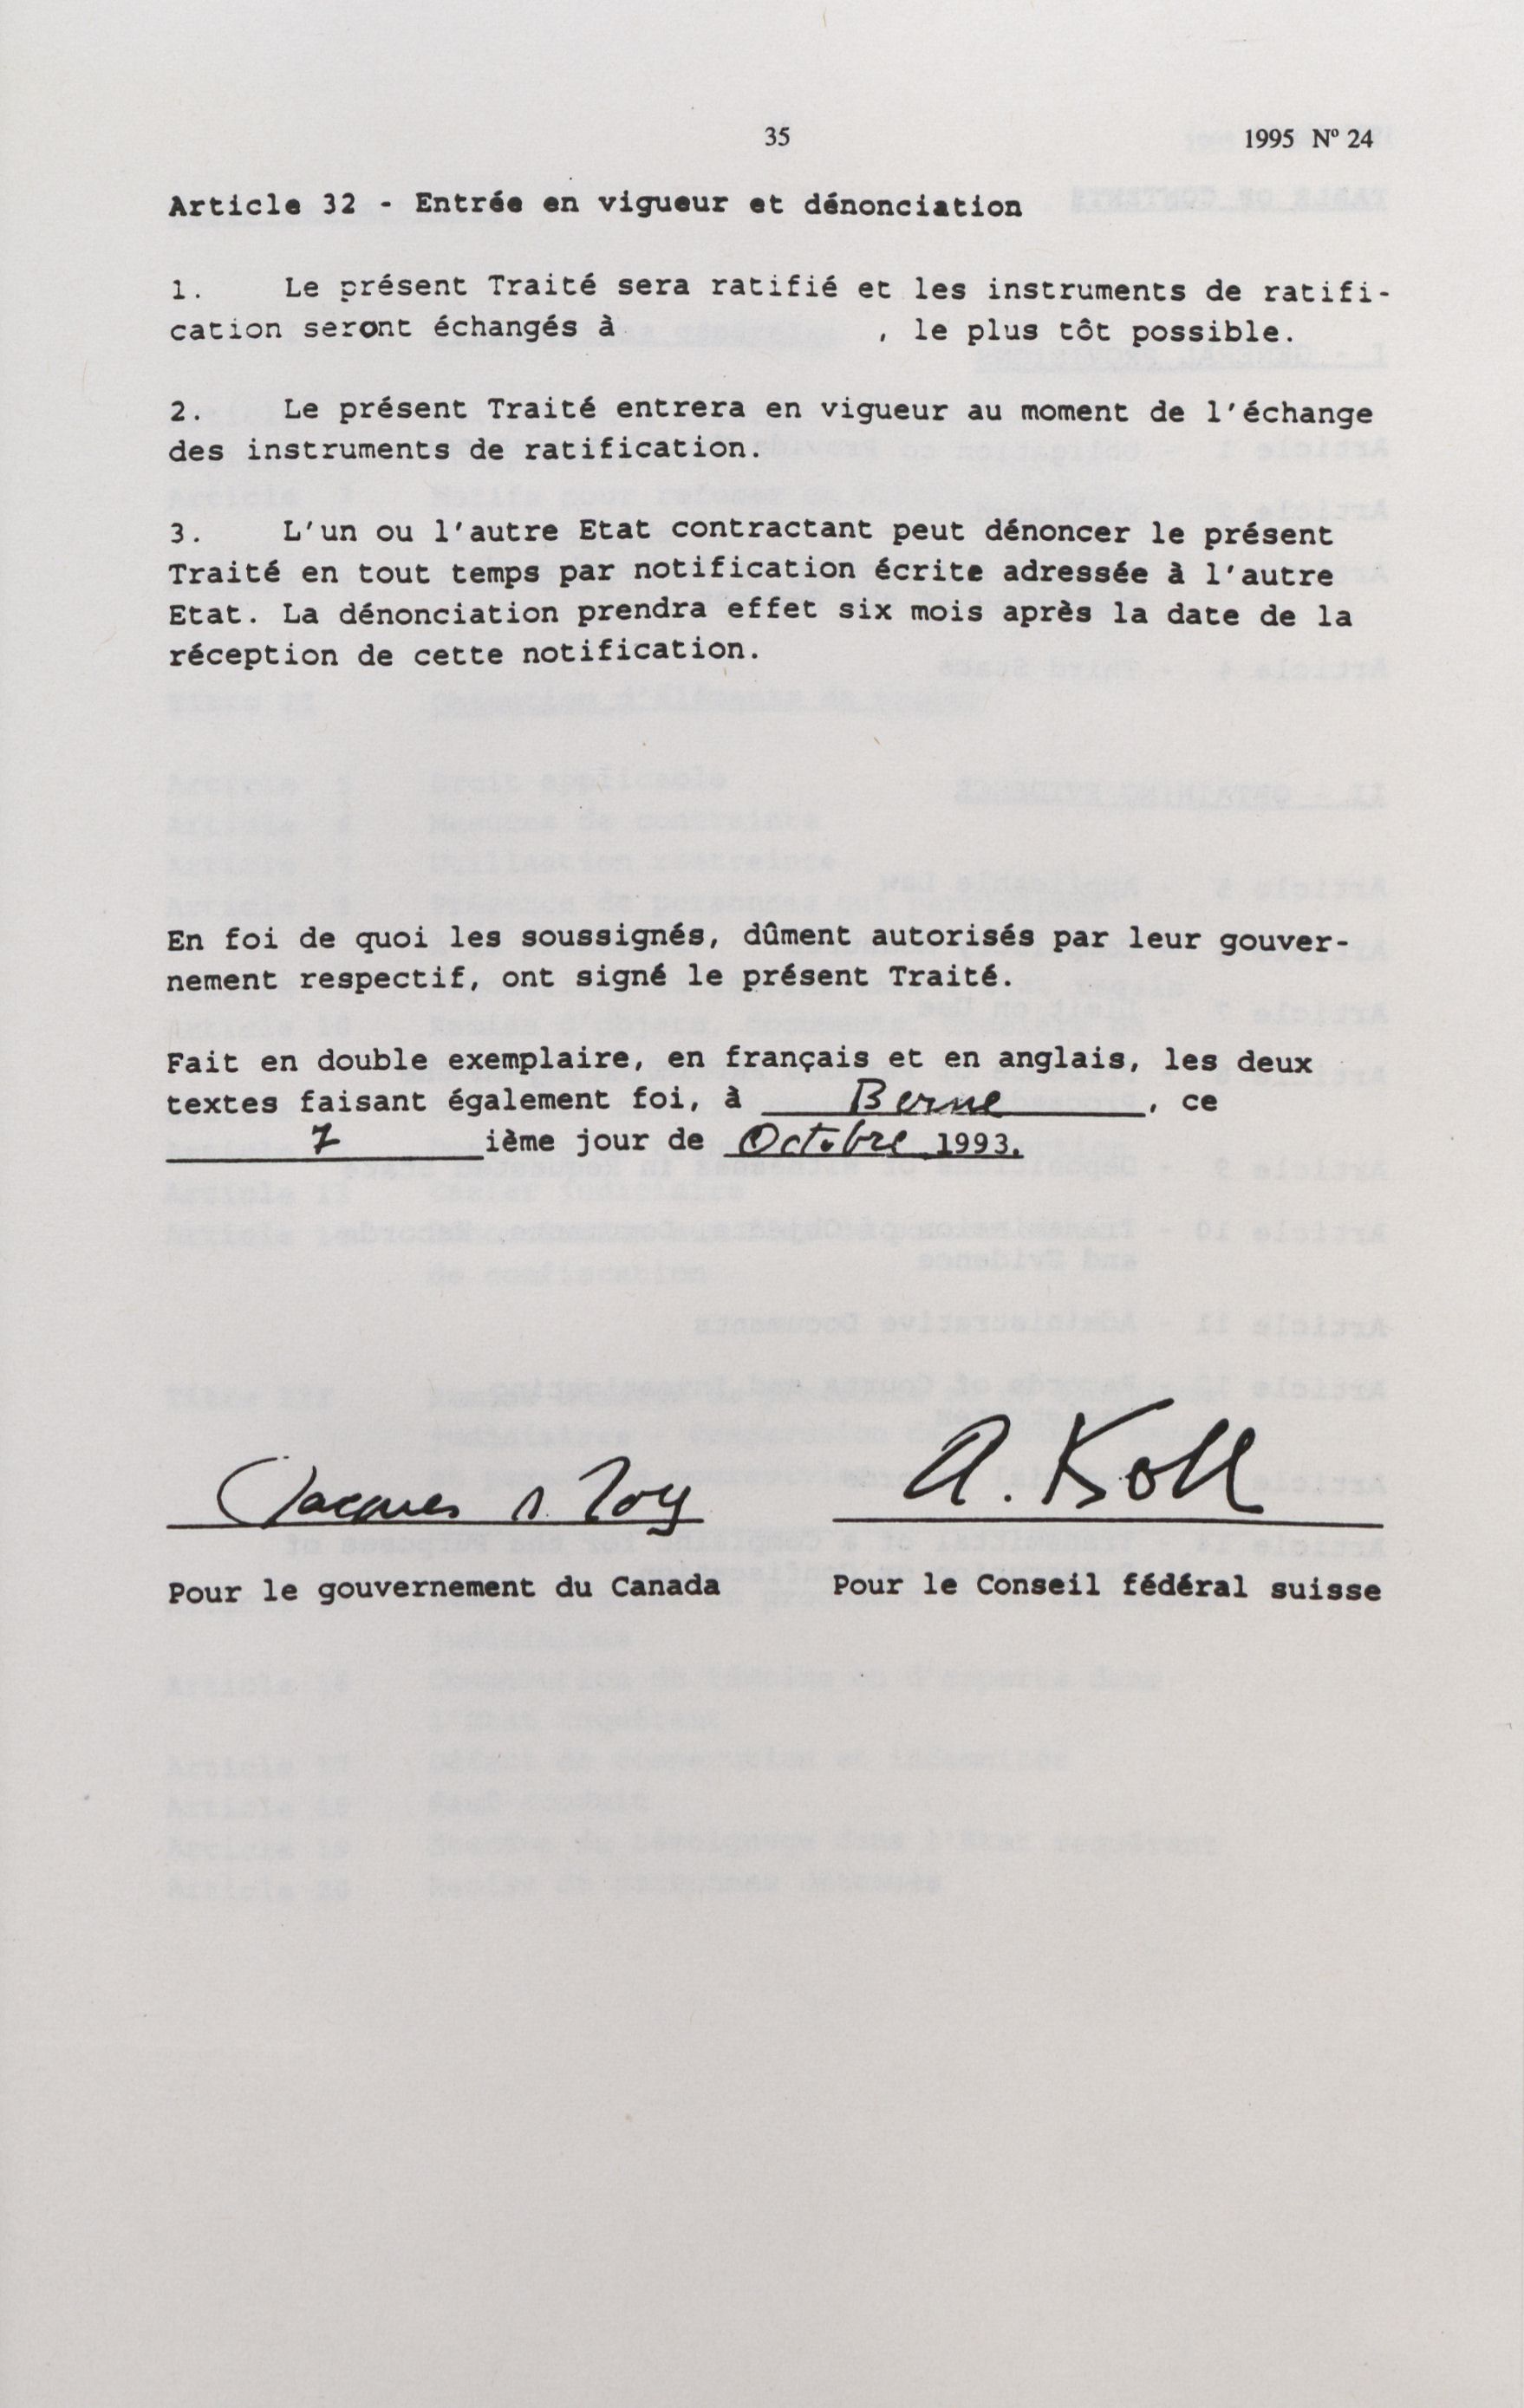 35
1995 Nº 24
Article 32 - Entrée en vigueur et dénonciation
1. Le présent Traité sera ratifié et les instruments de ratifi-
cation seront échangés à , le plus tôt possible.
2. Le présent Traité entrera en vigueur au moment de l'échange
des instruments de ratification.
3. L'un ou l'autre Etat contractant peut dénoncer le présent
Traité en tout temps par notification écrite adressée à l'autre
Etat. La dénonciation prendra effet six mois après la date de la
réception de cette notification.
En foi de quoi les soussignés, dûment autorisés par leur gouver-
nement respectif, ont signé le présent Traité.
Fait en double exemplaire, en français et en anglais, les deux
textes faisant également foi, à Berne, ce
7 ième jour de Octobre 1993.
Jacques S. Roy
A. Koll
Pour le gouvernement du Canada
Pour le Conseil fédéral suisse